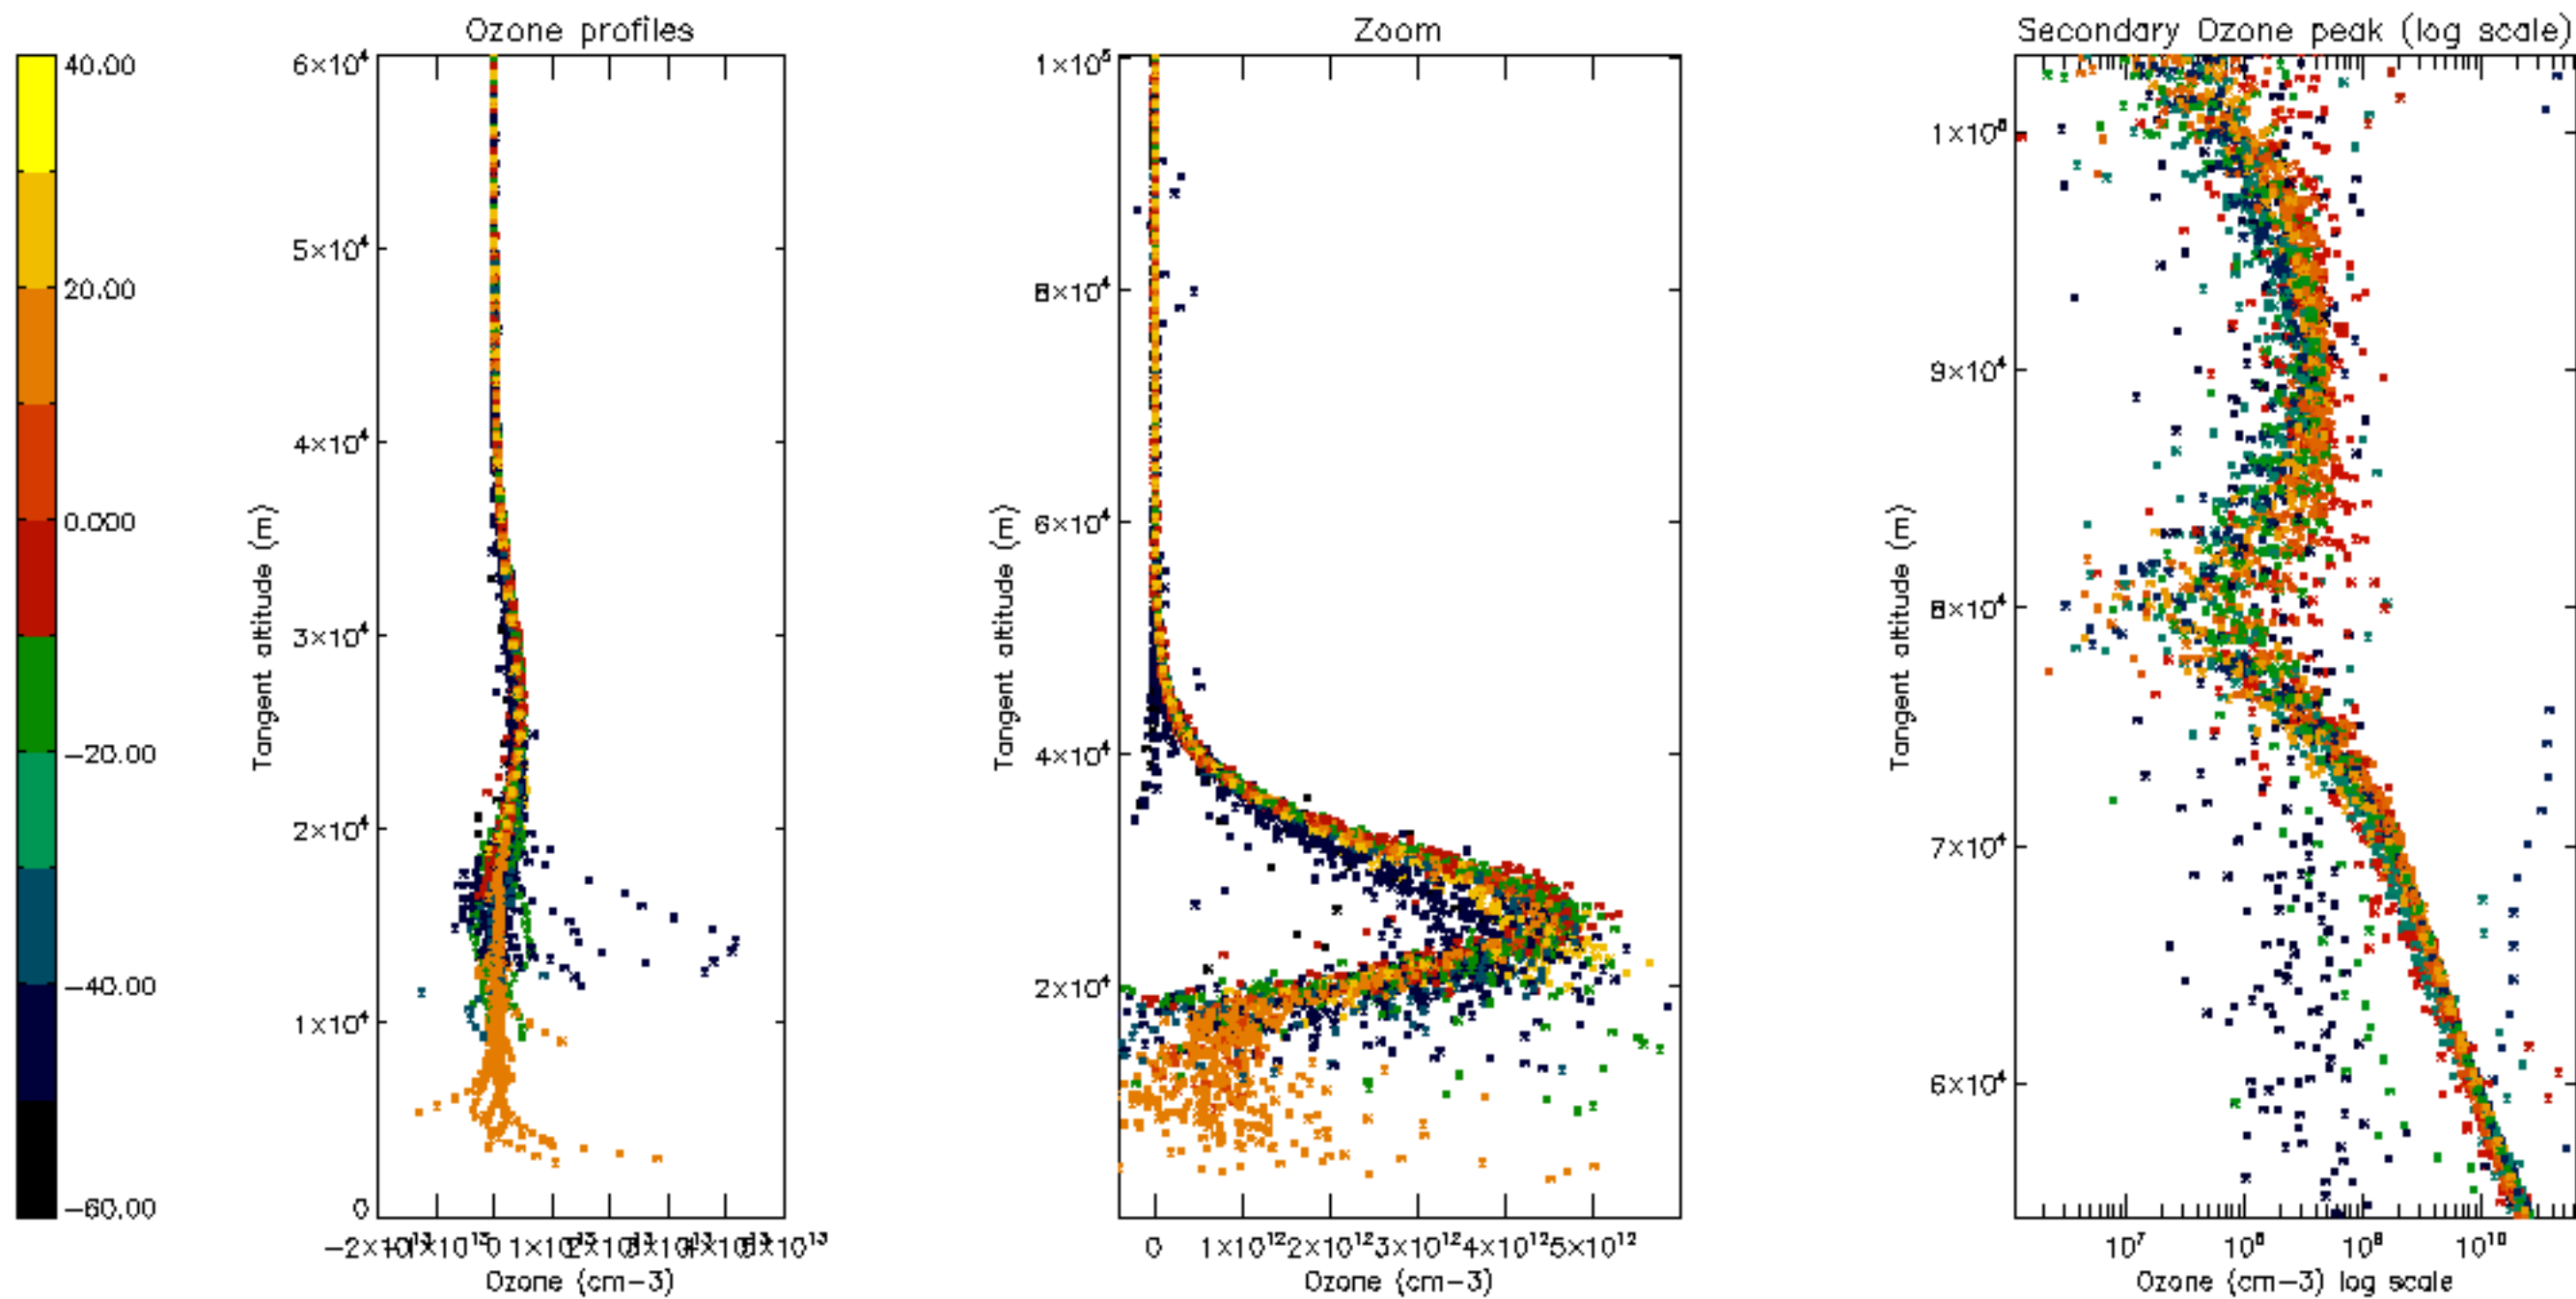 Ozone profiles
Zoom
Secondary Ozone peak (log scale)
40.00
20.00
0.000
−20.00
−40.00
−60.00
6×10⁴
5×10⁴
4×10⁴
3×10⁴
2×10⁴
1×10⁴
0
Tangent altitude (m)
0
Ozone (cm−3)
1×10⁵
8×10⁴
6×10⁴
4×10⁴
2×10⁴
Tangent altitude (m)
0 1×10¹² 2×10¹² 3×10¹² 4×10¹² 5×10¹²
Ozone (cm−3)
9×10⁴
8×10⁴
7×10⁴
6×10⁴
Tangent altitude (m)
10⁷ 10⁸ 10⁹ 10¹⁰
Ozone (cm−3) log scale